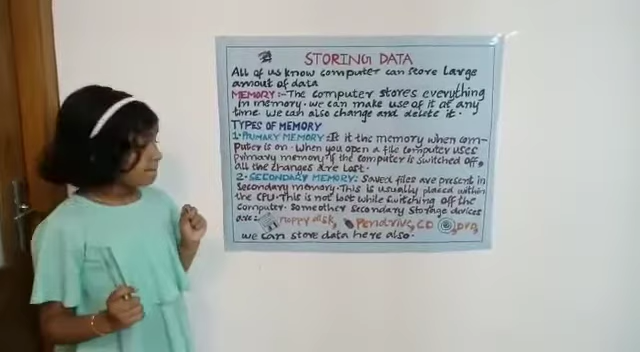 STORING DATA
All of us know computer can store large
amount of data
MEMORY:- The computer stores everything
in memory. we can make use of it at any
time. we can also change and delete it.
TYPES OF MEMORY
1. PRIMARY MEMORY: It it the memory when com-
puter is on. When you open a file computer uses
primary memory. If the computer is switched off,
all the changes are lost.
2. SECONDARY MEMORY: Saved files are present in
Secondary memory. This is usually placed within
the CPU. This is not lost while switching off the
Computer. Some other Secondary Storage devices
are: floppy disk, Pendrive, CD, DVD,
we can store data here also.